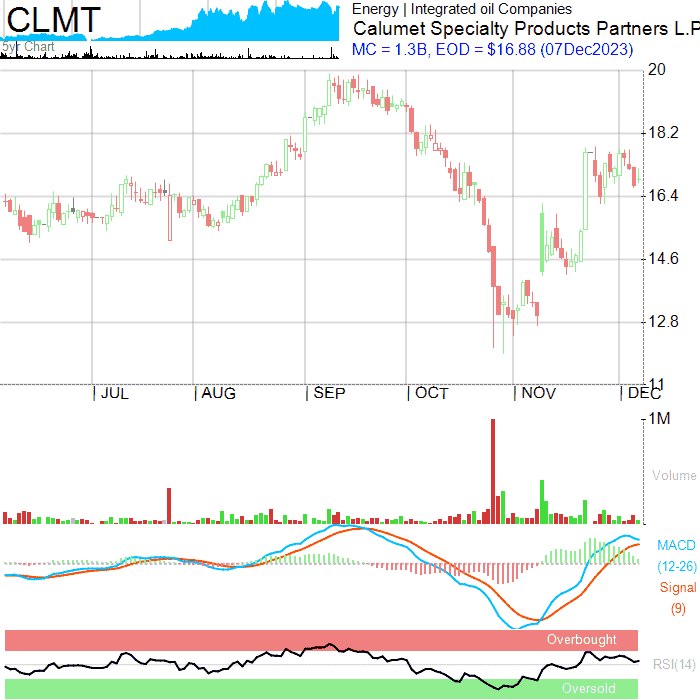 CLMT
5yr Chart
Energy | Integrated oil Companies
Calumet Specialty Products Partners L.P
MC = 1.3B, EOD = $16.88 (07Dec2023)
20
18.2
16.4
14.6
12.8
11
JUL
AUG
SEP
OCT
NOV
DEC
1M
Volume
MACD
(12-26)
Signal
(9)
Overbought
RSI(14)
Oversold